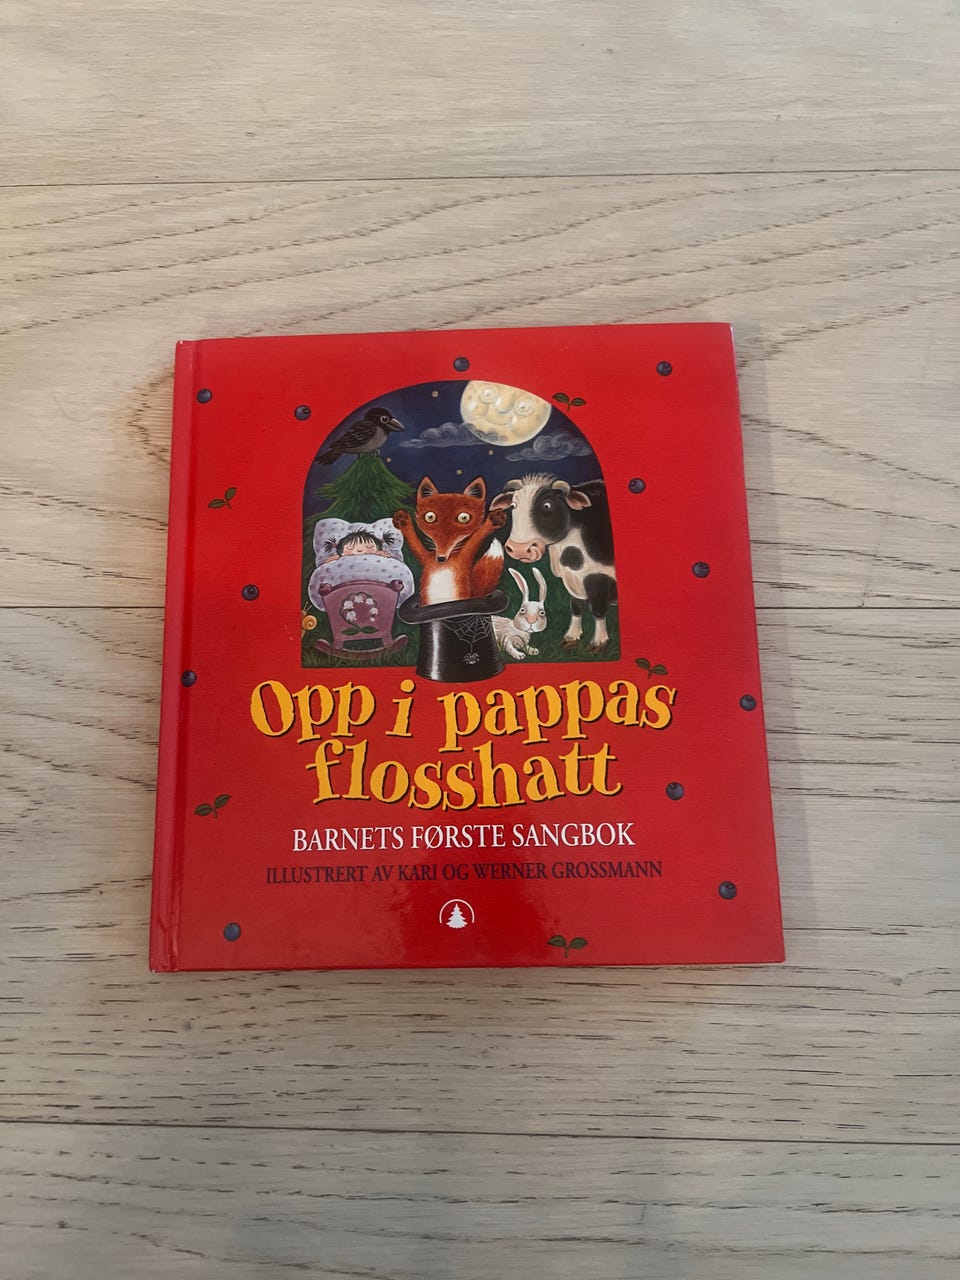 Opp i pappas
flosshatt
BARNETS FØRSTE SANGBOK
ILLUSTRERT AV KARI OG WERNER GROSSMANN